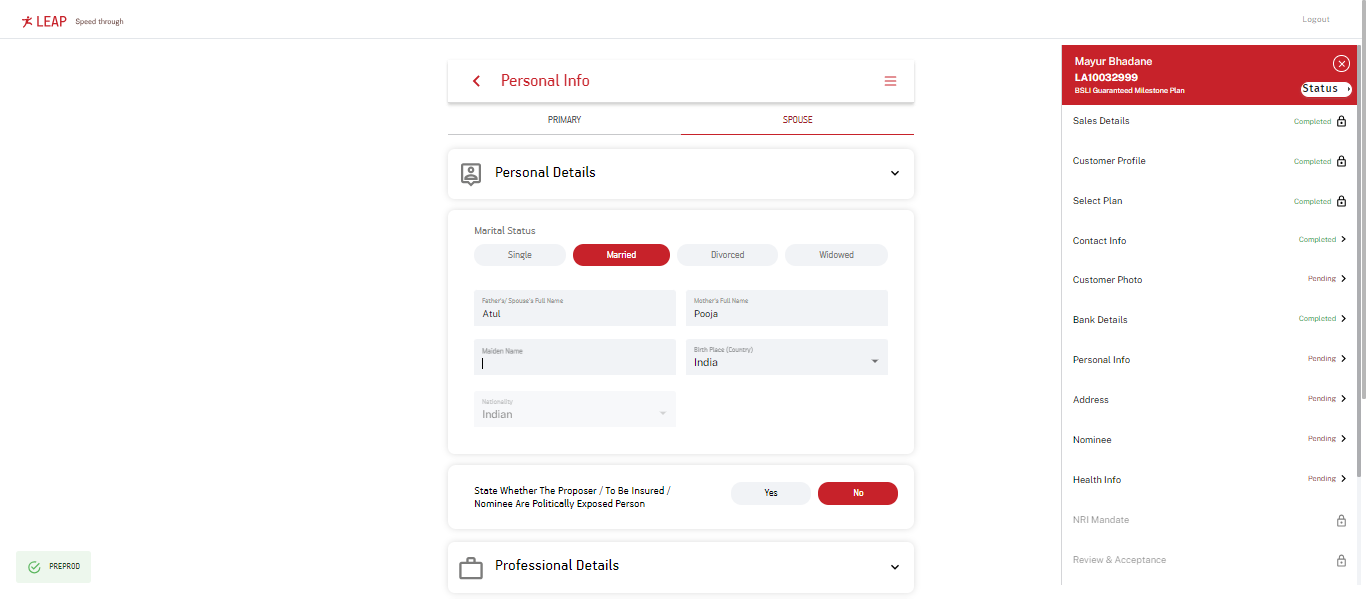 LEAP Speed through
Logout
Personal Info
PRIMARY SPOUSE
Personal Details
Marital Status
Single Married Divorced Widowed
Father's/ Spouse's Full Name
Atul
Mother's Full Name
Pooja
Maiden Name
Birth Place (Country)
India
Nationality
Indian
State Whether The Proposer / To Be Insured /
Nominee Are Politically Exposed Person
Yes No
Professional Details
PREPROD
Mayur Bhadane
LA10032999
BSLI Guaranteed Milestone Plan
Status
Sales Details Completed
Customer Profile Completed
Select Plan Completed
Contact Info Completed
Customer Photo Pending
Bank Details Completed
Personal Info Pending
Address Pending
Nominee Pending
Health Info Pending
NRI Mandate
Review & Acceptance